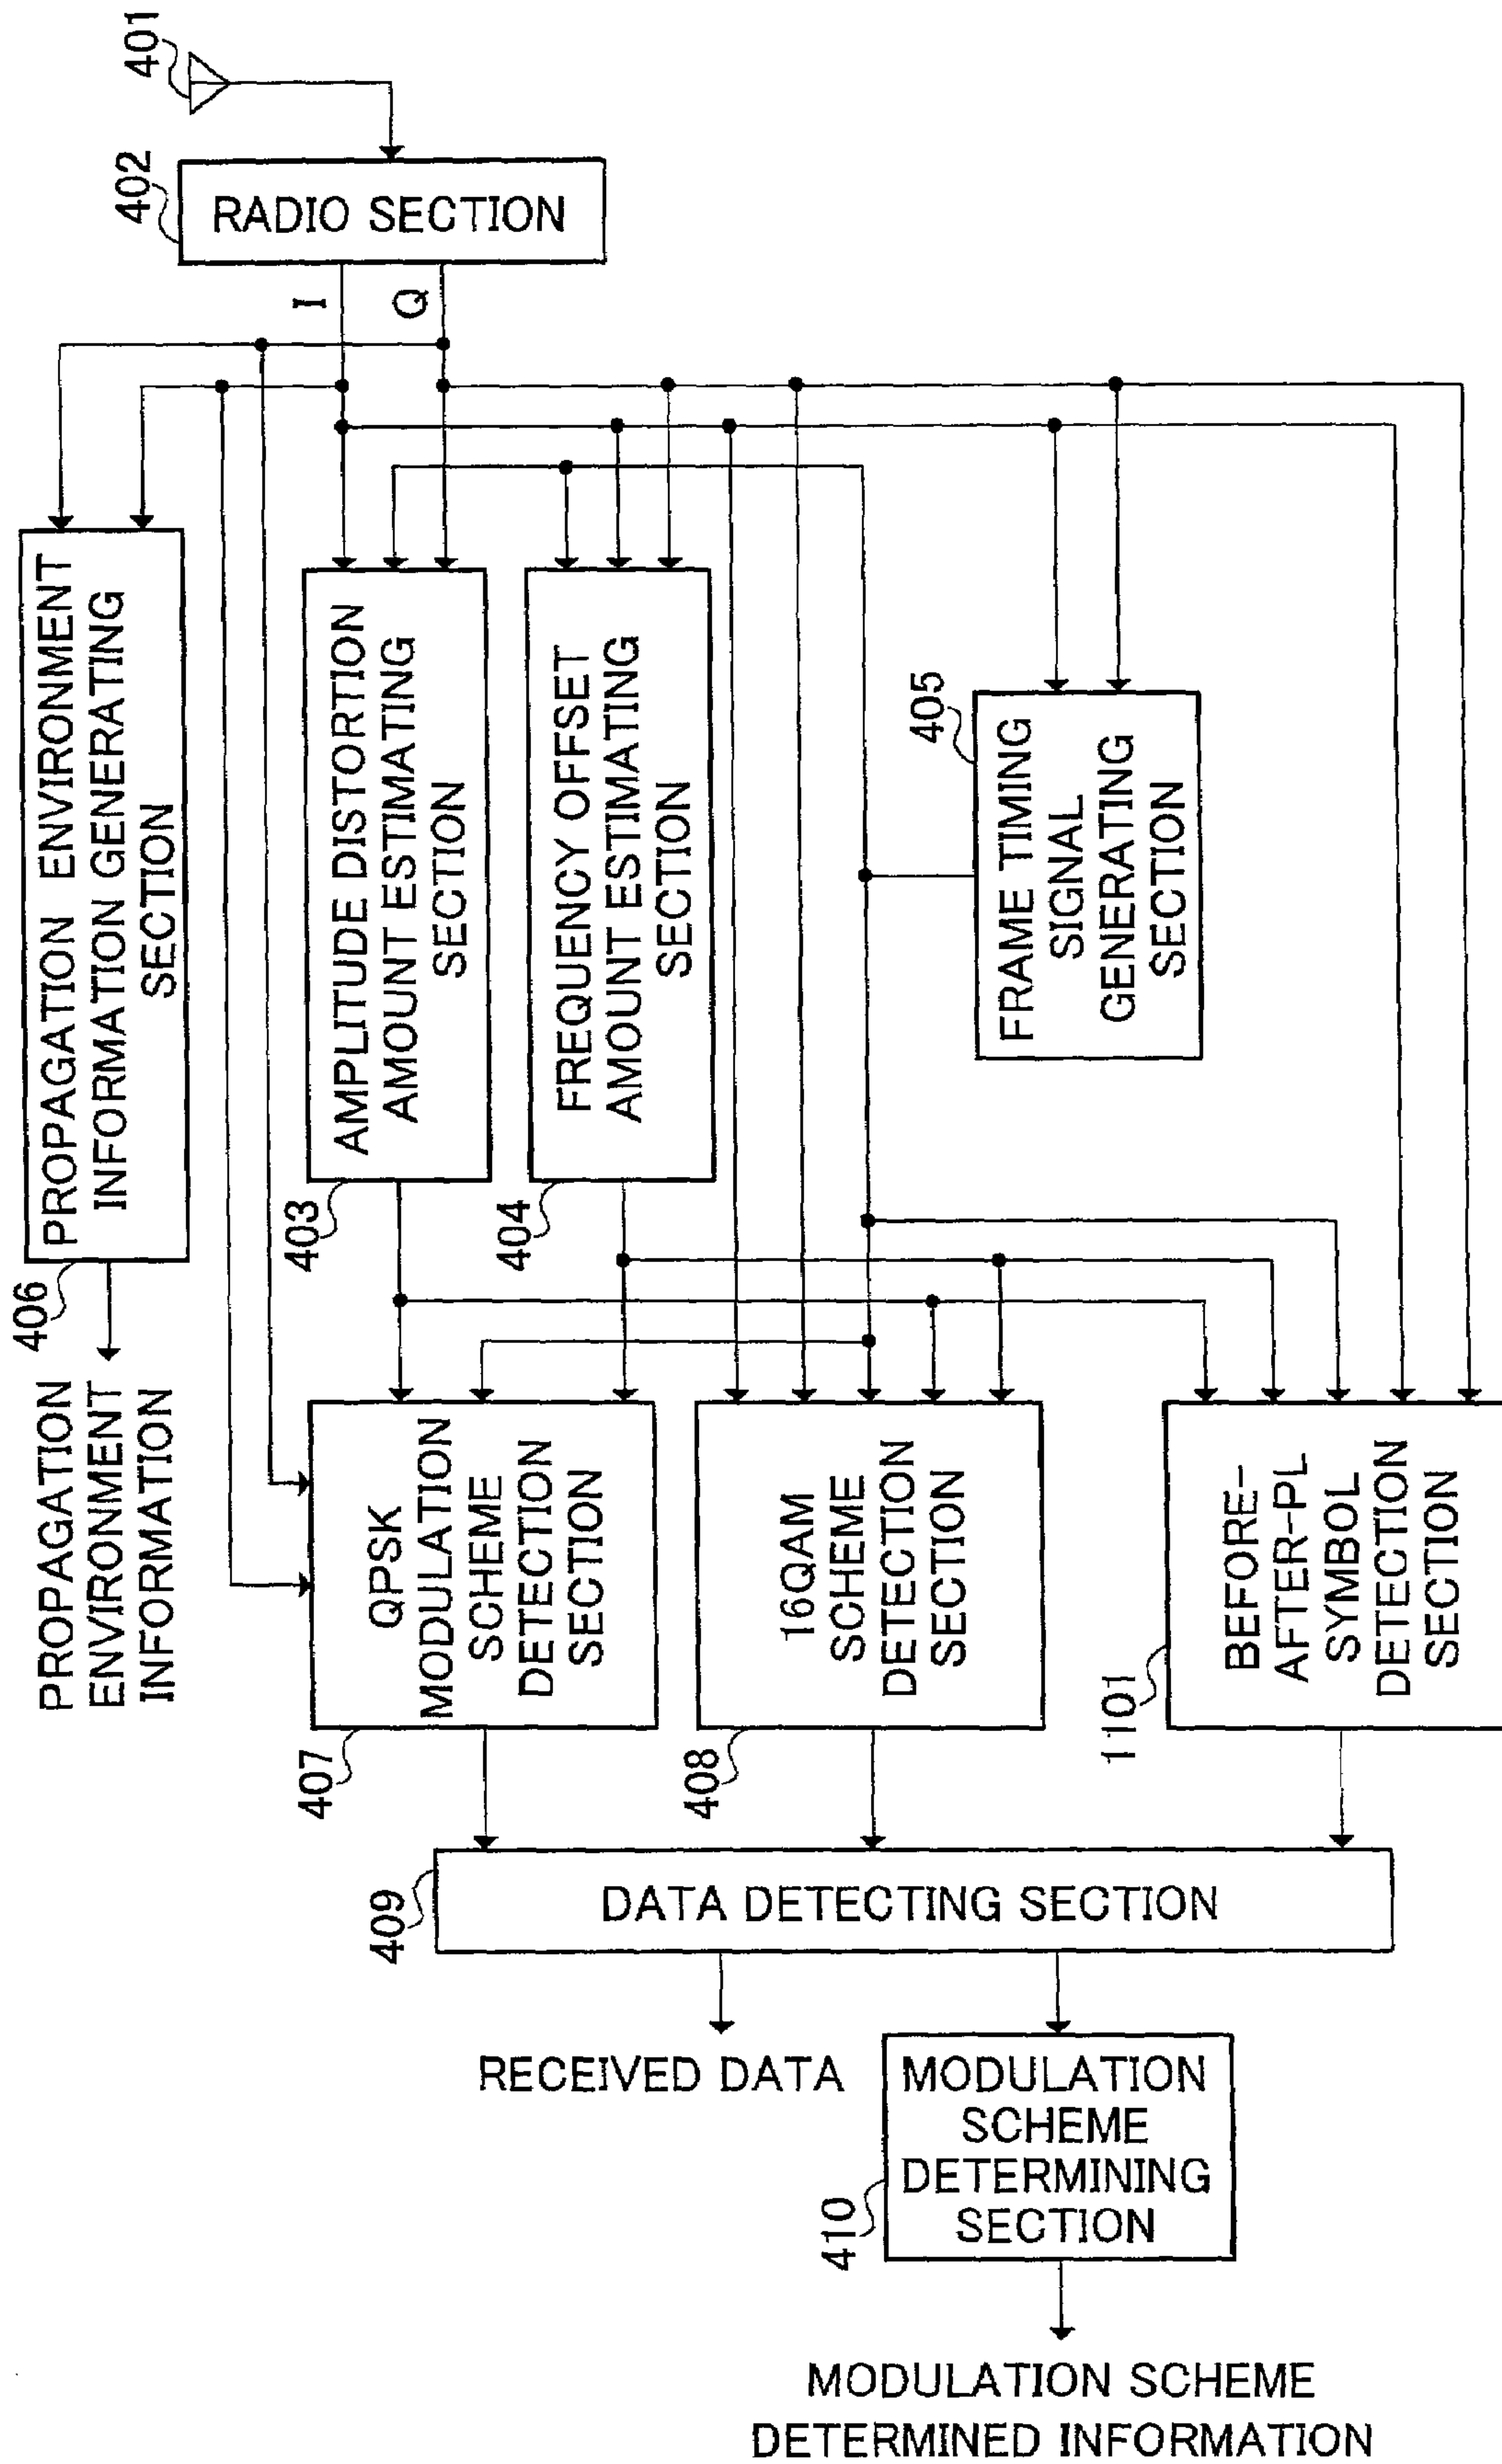 401
402
RADIO SECTION
I
Q
PROPAGATION ENVIRONMENT
INFORMATION GENERATING
SECTION
406
PROPAGATION
ENVIRONMENT
INFORMATION
AMPLITUDE DISTORTION
AMOUNT ESTIMATING
SECTION
403
FREQUENCY OFFSET
AMOUNT ESTIMATING
SECTION
404
405
FRAME TIMING
SIGNAL
GENERATING
SECTION
QPSK
MODULATION
SCHEME
DETECTION
SECTION
407
16QAM
SCHEME
DETECTION
SECTION
408
BEFORE-
AFTER-PL
SYMBOL
DETECTION
SECTION
1101
409
DATA DETECTING SECTION
RECEIVED DATA
MODULATION
SCHEME
DETERMINING
SECTION
410
MODULATION SCHEME
DETERMINED INFORMATION